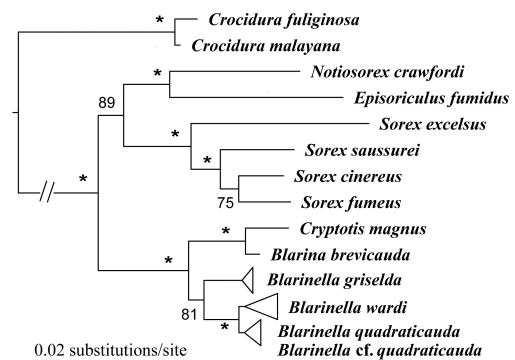 * Crocidura fuliginosa
Crocidura malayana
* Notiosorex crawfordi
89
Episoriculus fumidus
* Sorex excelsus
* Sorex saussurei
* Sorex cinereus
75 Sorex fumeus
* Cryptotis magnus
* Blarina brevicauda
Blarinella griselda
81 Blarinella wardi
* Blarinella quadraticauda
0.02 substitutions/site Blarinella cf. quadraticauda